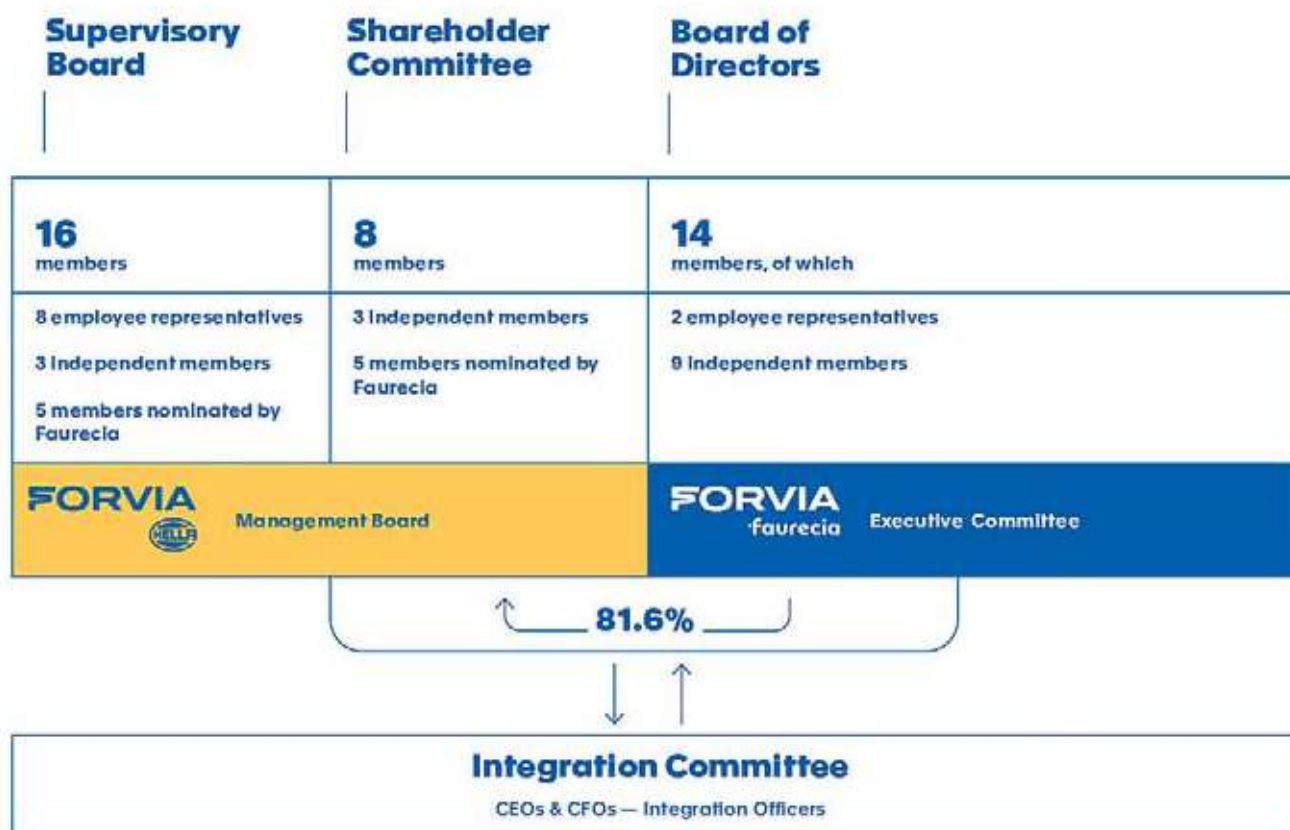 Supervisory
Board
Shareholder
Committee
Board of
Directors
16
members
8
members
14
members, of which
8 employee representatives
3 independent members
5 members nominated by
Faurecia
3 independent members
5 members nominated by
Faurecia
2 employee representatives
9 independent members
FORVIA
HELLA
Management Board
FORVIA
faurecia
Executive Committee
81.6%
Integration Committee
CEOs & CFOs — Integration Officers